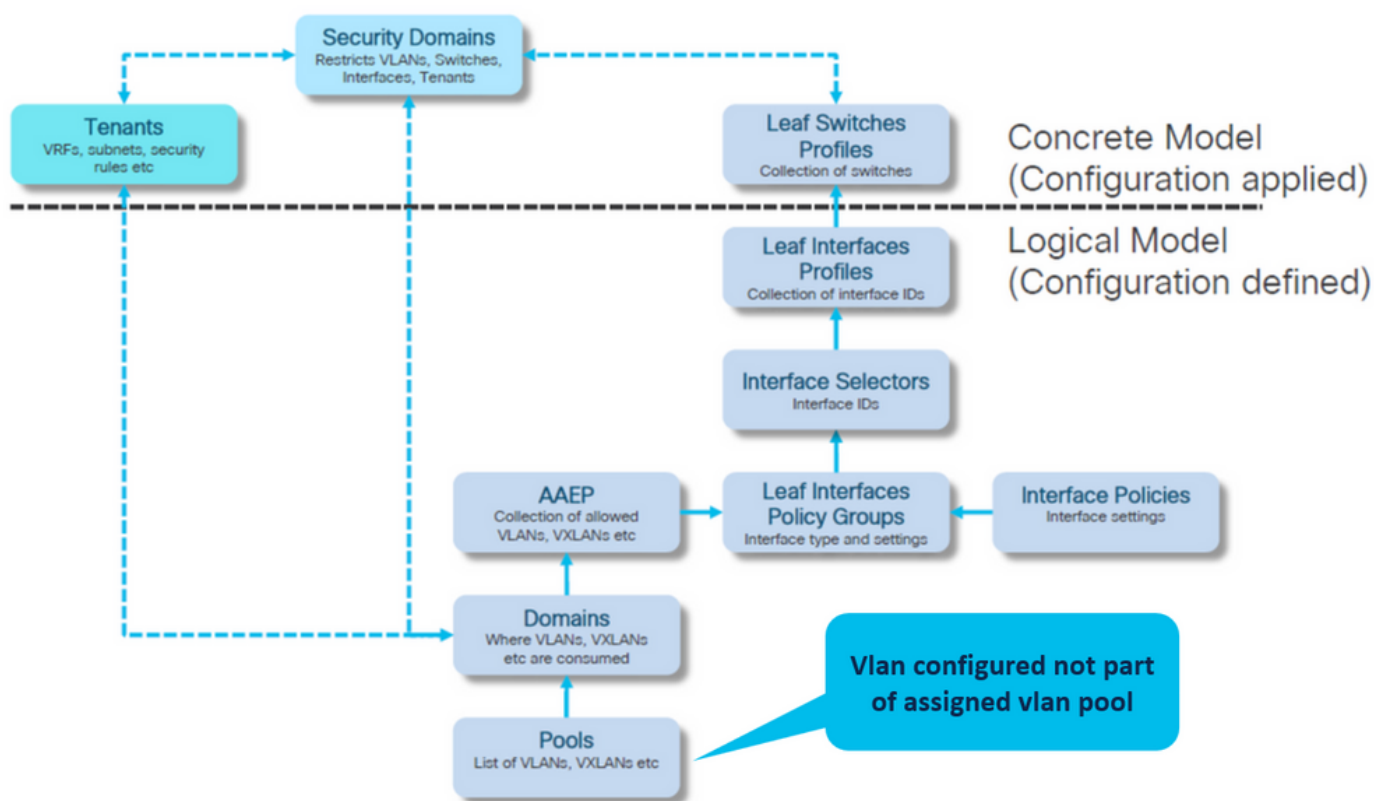 Security Domains
Restricts VLANs, Switches,
Interfaces, Tenants
Tenants
VRFs, subnets, security
rules etc
Leaf Switches
Profiles
Collection of switches
Concrete Model
(Configuration applied)
Logical Model
(Configuration defined)
Leaf Interfaces
Profiles
Collection of interface IDs
Interface Selectors
Interface IDs
AAEP
Collection of allowed
VLANs, VXLANs etc
Leaf Interfaces
Policy Groups
Interface type and settings
Interface Policies
Interface settings
Domains
Where VLANs, VXLANs
etc are consumed
Vlan configured not part
of assigned vlan pool
Pools
List of VLANs, VXLANs etc